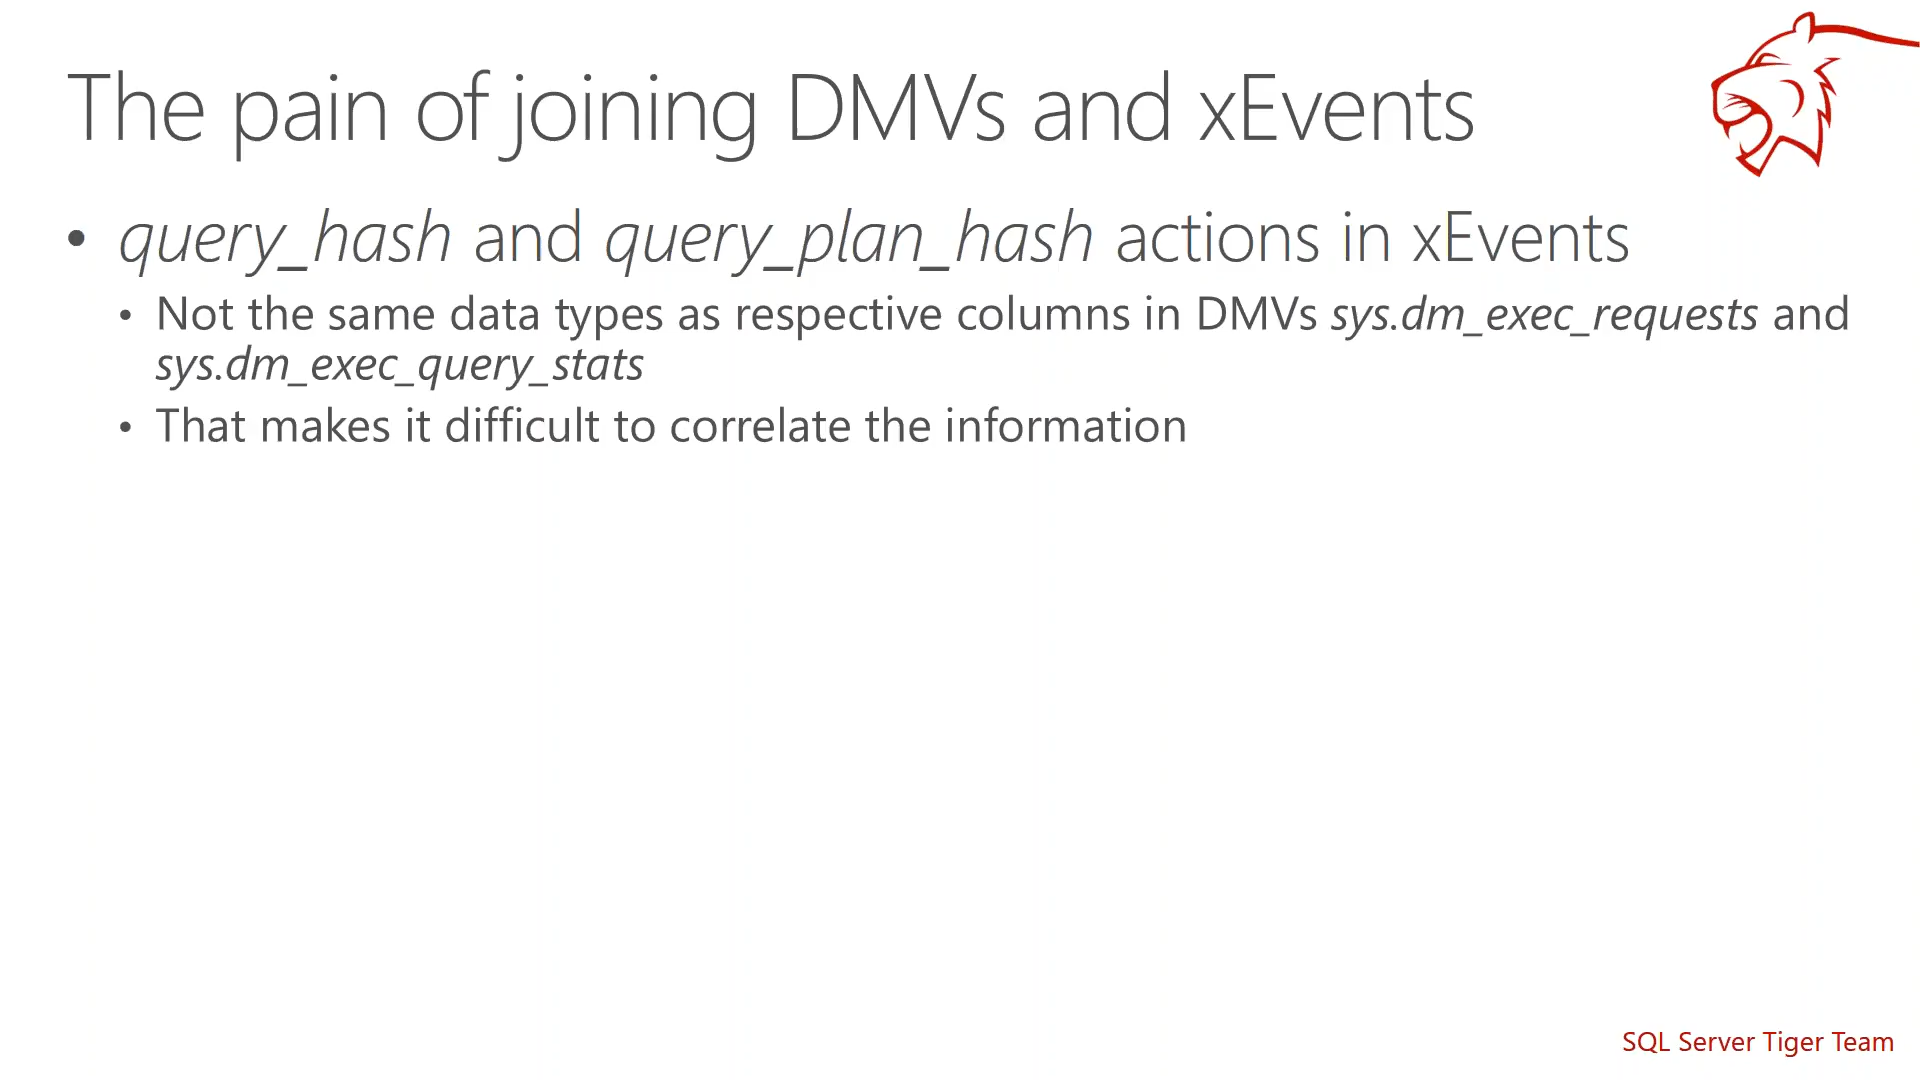 The pain of joining DMVs and xEvents
• query_hash and query_plan_hash actions in xEvents
• Not the same data types as respective columns in DMVs sys.dm_exec_requests and
sys.dm_exec_query_stats
• That makes it difficult to correlate the information
SQL Server Tiger Team